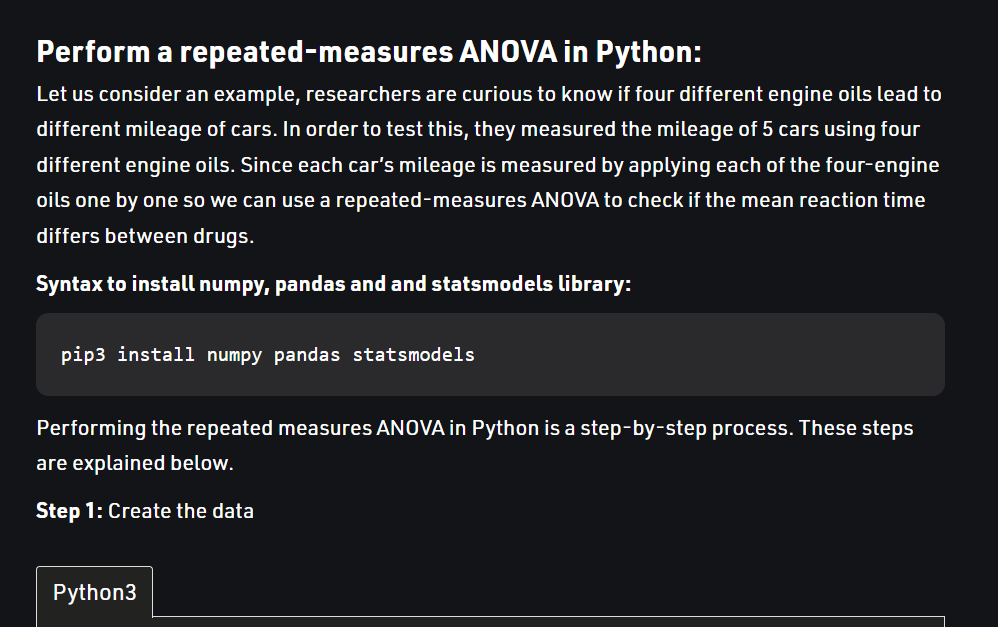 Perform a repeated-measures ANOVA in Python:
Let us consider an example, researchers are curious to know if four different engine oils lead to
different mileage of cars. In order to test this, they measured the mileage of 5 cars using four
different engine oils. Since each car’s mileage is measured by applying each of the four-engine
oils one by one so we can use a repeated-measures ANOVA to check if the mean reaction time
differs between drugs.
Syntax to install numpy, pandas and and statsmodels library:
pip3 install numpy pandas statsmodels
Performing the repeated measures ANOVA in Python is a step-by-step process. These steps
are explained below.
Step 1: Create the data
Python3